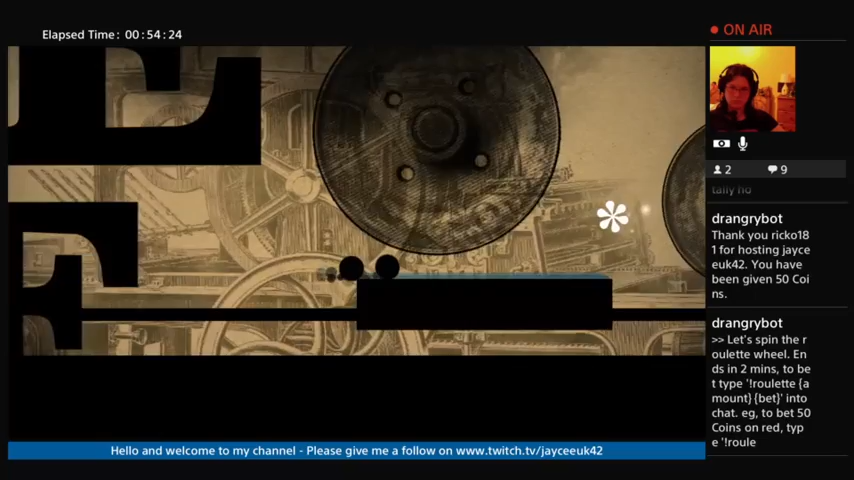 Elapsed Time: 00:54:24
ON AIR
2
9
tally ho
drangrybot
Thank you ricko18
1 for hosting jayce
euk42. You have
been given 50 Coi
ns.
drangrybot
>> Let's spin the r
oulette wheel. En
ds in 2 mins, to be
t type '!roulette {a
mount} {bet}' into
chat. eg, to bet 50
Coins on red, typ
e '!roule
Hello and welcome to my channel - Please give me a follow on www.twitch.tv/jayceeuk42